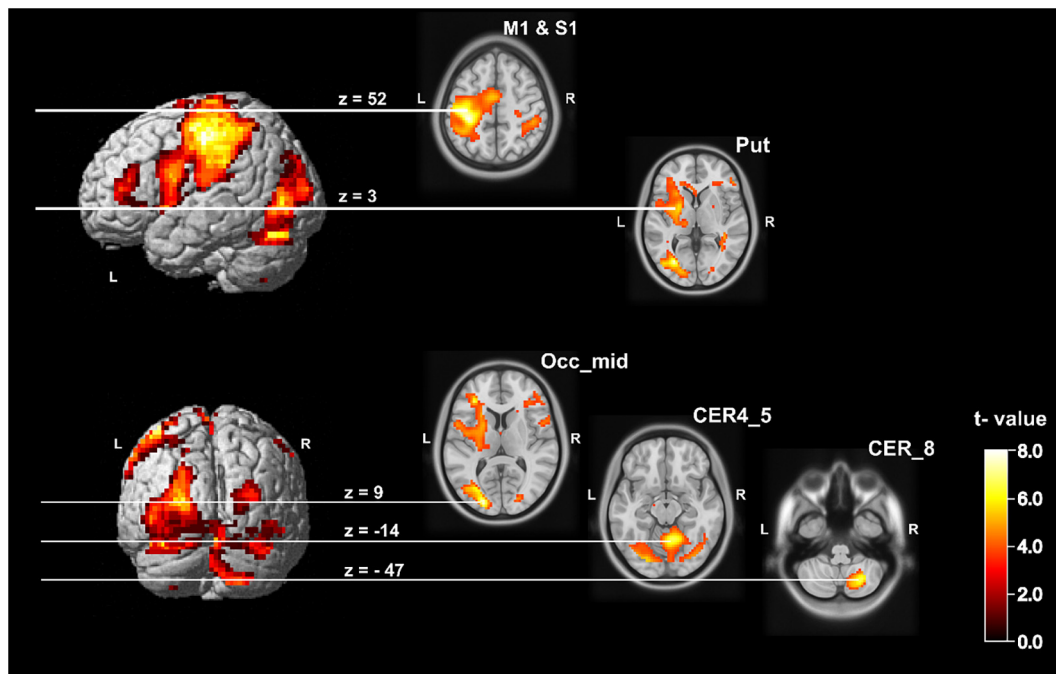 M1 & S1
z = 52
L
R
Put
z = 3
L
R
L
Occ_mid
CER4_5
t- value
L
R
L
R
CER_8
8.0
z = 9
L
R
6.0
z = -14
L
R
4.0
z = - 47
2.0
0.0